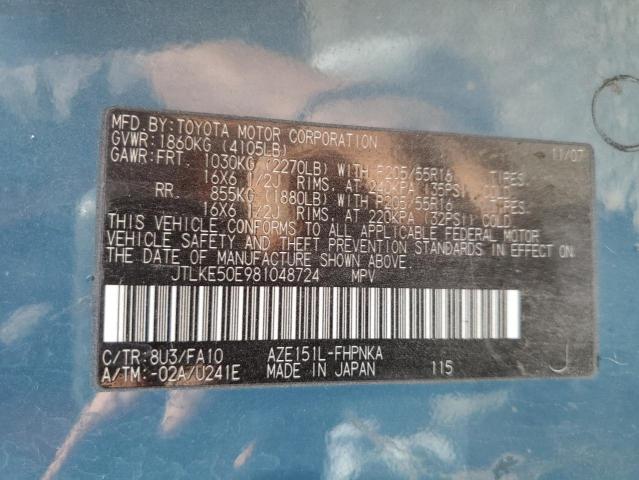 MFD.BY:TOYOTA MOTOR CORPORATION 11/07
GVWR:1860KG (4105LB)
GAWR:FRT. 1030KG (2270LB) WITH P205/55R16 TIRES
16X6 1/2J RIMS, AT 240KPA (35PSI) COLD
RR. 855KG (1880LB) WITH P205/55R16 TIRES
16X6 1/2J RIMS, AT 220KPA (32PSI) COLD
THIS VEHICLE CONFORMS TO ALL APPLICABLE FEDERAL MOTOR
VEHICLE SAFETY AND THEFT PREVENTION STANDARDS IN EFFECT ON
THE DATE OF MANUFACTURE SHOWN ABOVE.
JTLKE50E981048724 MPV
C/TR:8U3/FA10 AZE151L-FHPNKA
A/TM:-02A/U241E MADE IN JAPAN 115 J